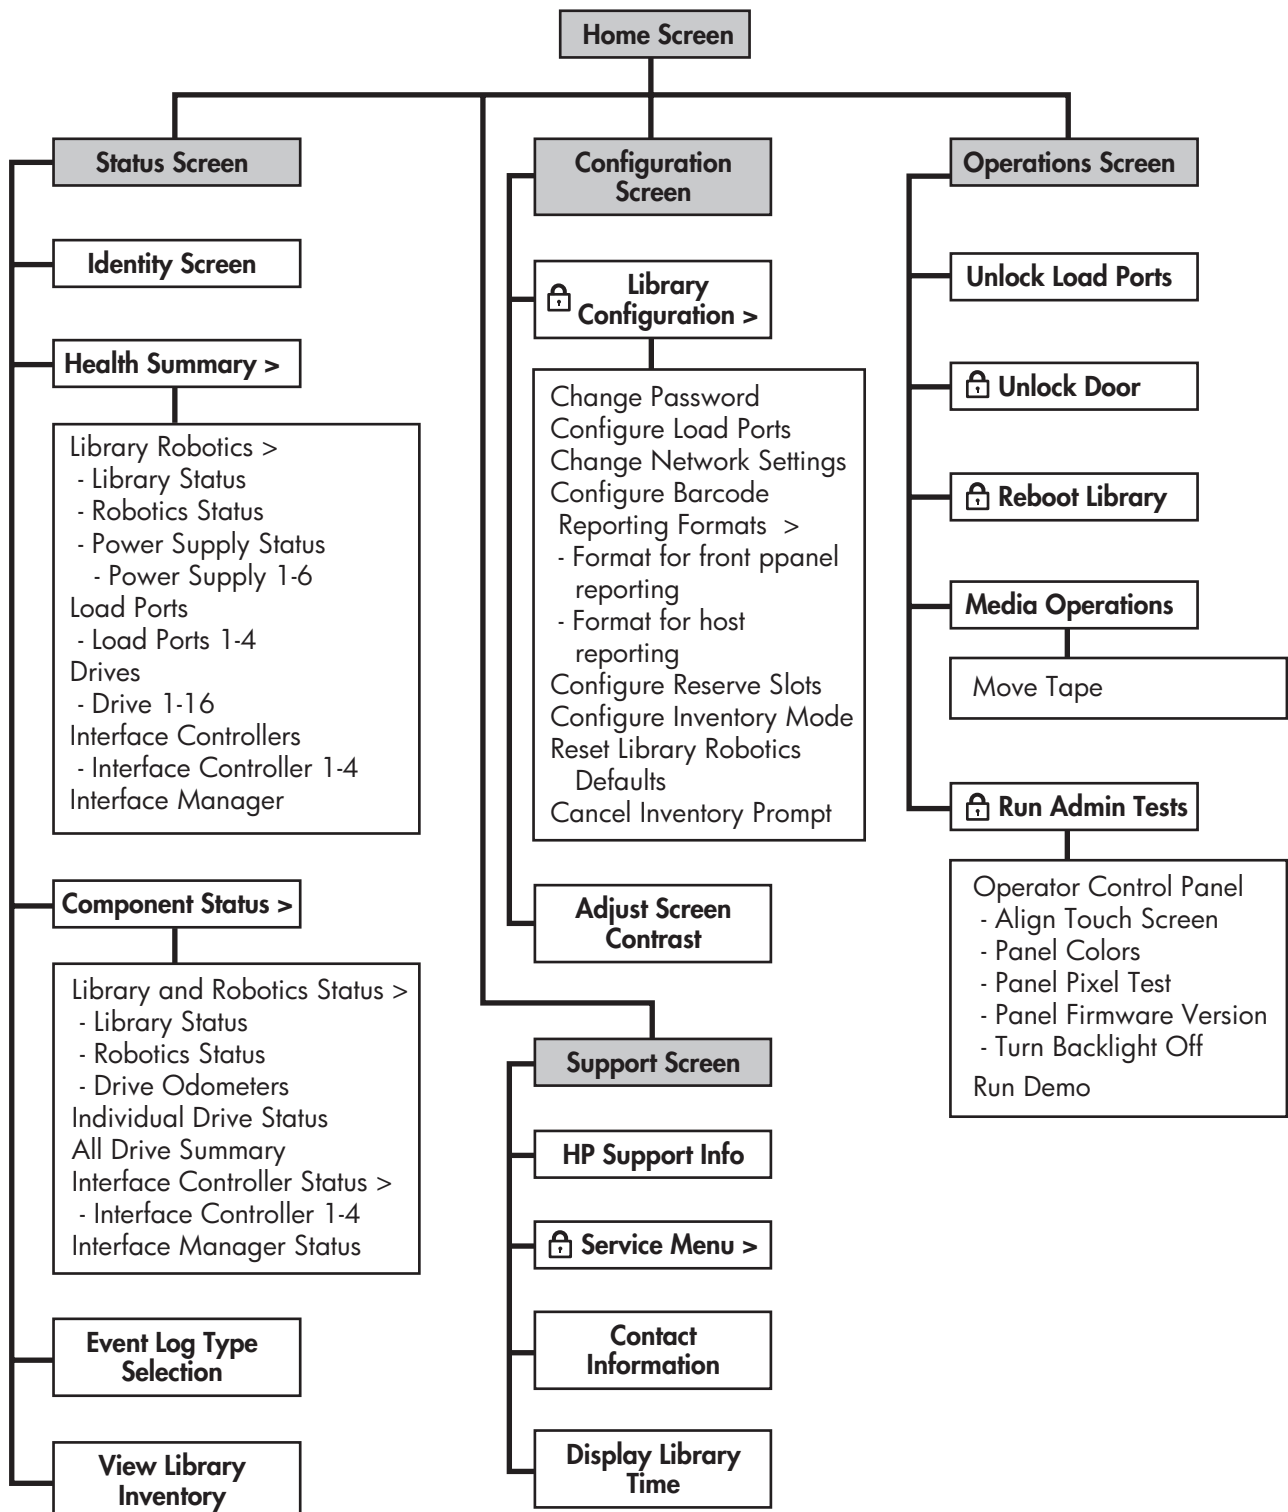 Home Screen
Status Screen
Identity Screen
Health Summary >
Library Robotics >
- Library Status
- Robotics Status
- Power Supply Status
- Power Supply 1-6
Load Ports
- Load Ports 1-4
Drives
- Drive 1-16
Interface Controllers
- Interface Controller 1-4
Interface Manager
Component Status >
Library and Robotics Status >
- Library Status
- Robotics Status
- Drive Odometers
Individual Drive Status
All Drive Summary
Interface Controller Status >
- Interface Controller 1-4
Interface Manager Status
Event Log Type
Selection
View Library
Inventory
Configuration
Screen
Library
Configuration >
Change Password
Configure Load Ports
Change Network Settings
Configure Barcode
Reporting Formats >
- Format for front ppanel
reporting
- Format for host
reporting
Configure Reserve Slots
Configure Inventory Mode
Reset Library Robotics
Defaults
Cancel Inventory Prompt
Adjust Screen
Contrast
Support Screen
HP Support Info
Service Menu >
Contact
Information
Display Library
Time
Operations Screen
Unlock Load Ports
Unlock Door
Reboot Library
Media Operations
Move Tape
Run Admin Tests
Operator Control Panel
- Align Touch Screen
- Panel Colors
- Panel Pixel Test
- Panel Firmware Version
- Turn Backlight Off
Run Demo